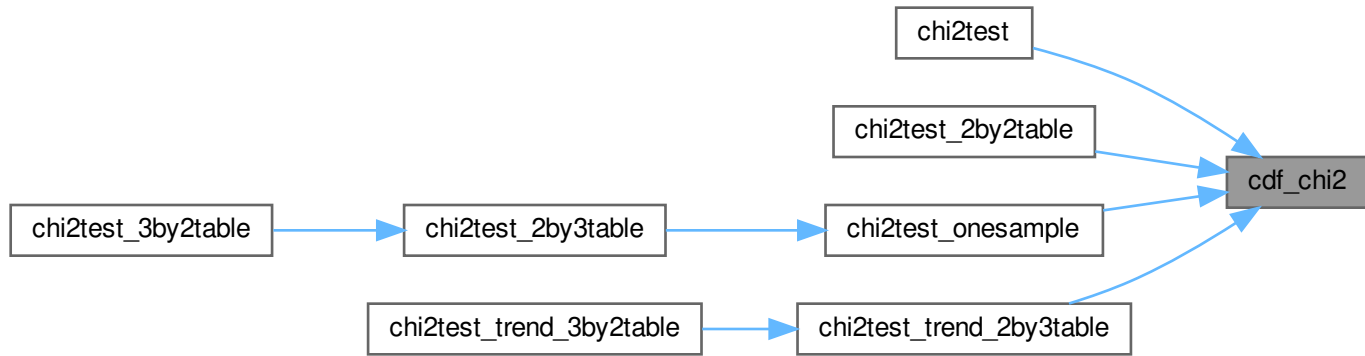 chi2test
chi2test_2by2table
cdf_chi2
chi2test_3by2table
chi2test_2by3table
chi2test_onesample
chi2test_trend_3by2table
chi2test_trend_2by3table